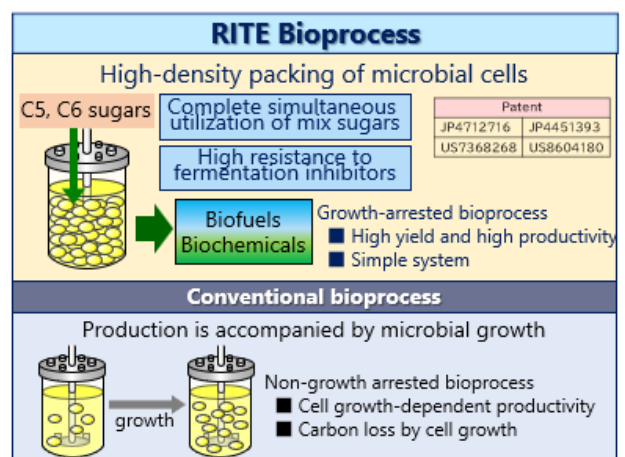 RITE Bioprocess
High-density packing of microbial cells
C5, C6 sugars
Complete simultaneous
utilization of mix sugars
High resistance to
fermentation inhibitors
Patent
JP4712716 JP4451393
US7368268 US8604180
Biofuels
Biochemicals
Growth-arrested bioprocess
■ High yield and high productivity
■ Simple system
Conventional bioprocess
Production is accompanied by microbial growth
growth
Non-growth arrested bioprocess
■ Cell growth-dependent productivity
■ Carbon loss by cell growth